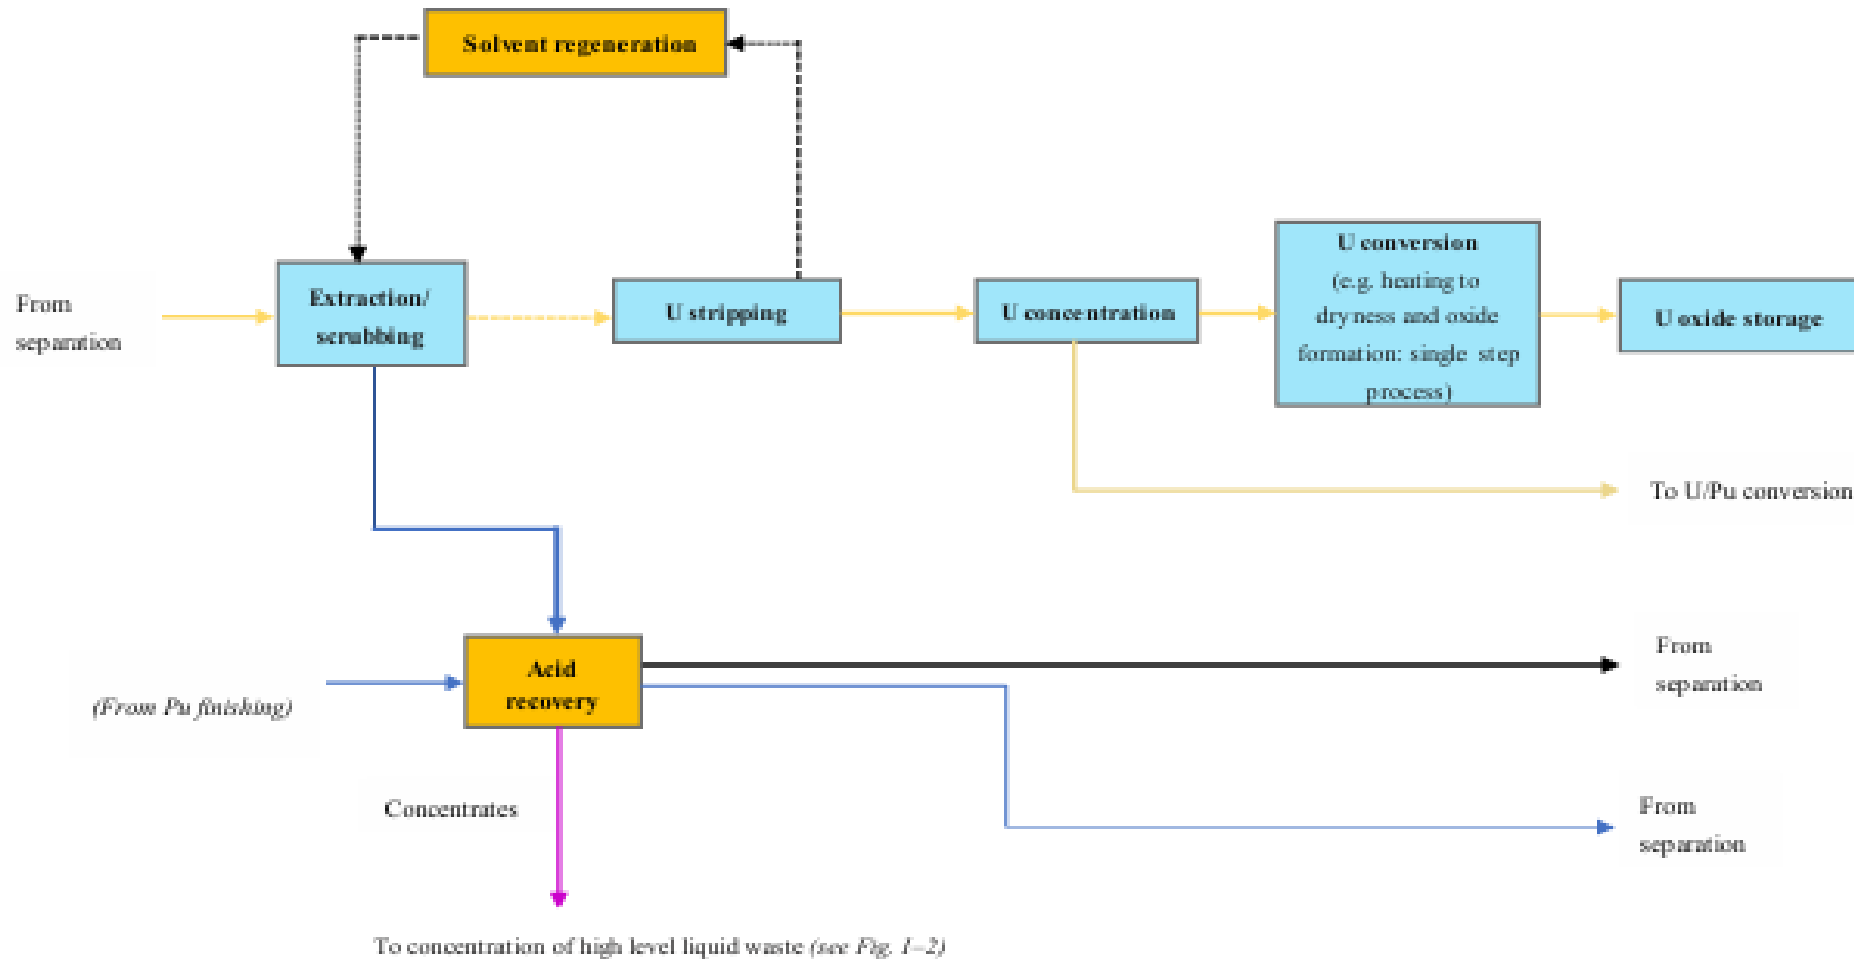 Solvent regeneration
From
separation
Extraction/
scrubbing
U stripping
U concentration
U conversion
(e.g. heating to
dryness and oxide
formation: single step
process)
U oxide storage
To U/Pu conversion
(From Pu finishing)
Acid
recovery
From
separation
Concentrates
From
separation
To concentration of high level liquid waste (see Fig. I–2)